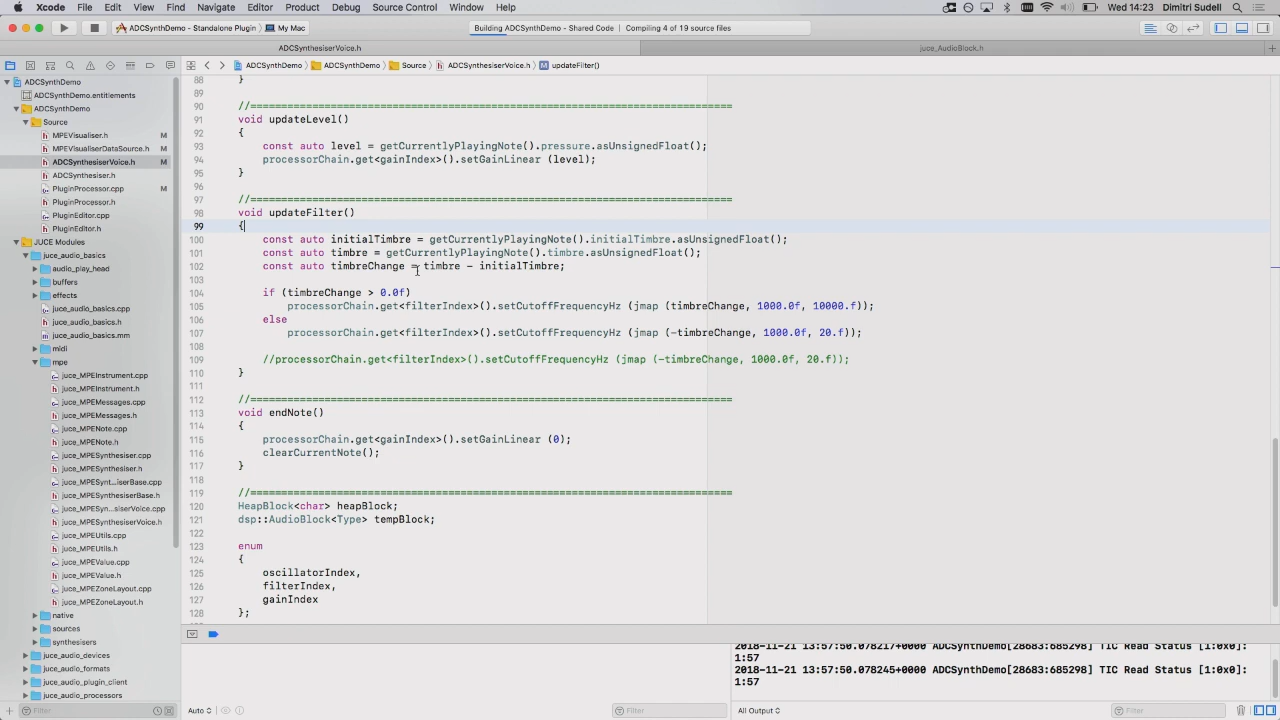 Xcode File Edit View Find Navigate Editor Product Debug Source Control Window Help Wed 14:23 Dimitri Sudell
ADCSynthDemo - Standalone Plugin My Mac Building ADCSynthDemo - Shared Code | Compiling 4 of 19 source files
ADCSynthesiserVoice.h juce_AudioBlock.h
ADCSynthDemo ADCSynthDemo Source ADCSynthesiserVoice.h updateFilter()
ADCSynthDemo
ADCSynthDemo.entitlements
ADCSynthDemo
Source
MPEVisualiser.h M
MPEVisualiserDataSource.h M
ADCSynthesiserVoice.h M
ADCSynthesiser.h
PluginProcessor.cpp M
PluginProcessor.h
PluginEditor.cpp
PluginEditor.h
JUCE Modules
juce_audio_basics
audio_play_head
buffers
effects
juce_audio_basics.cpp
juce_audio_basics.h
juce_audio_basics.mm
midi
mpe
juce_MPEInstrument.cpp
juce_MPEInstrument.h
juce_MPEMessages.cpp
juce_MPEMessages.h
juce_MPENote.cpp
juce_MPENote.h
juce_MPESynthesiser.cpp
juce_MPESynthesiser.h
juce_MPESynt...iserBase.cpp
juce_MPESynthesiserBase.h
juce_MPESyn...siserVoice.cpp
juce_MPESynthesiserVoice.h
juce_MPEUtils.cpp
juce_MPEUtils.h
juce_MPEValue.cpp
juce_MPEValue.h
juce_MPEZoneLayout.cpp
juce_MPEZoneLayout.h
native
sources
synthesisers
juce_audio_devices
juce_audio_formats
juce_audio_plugin_client
juce_audio_processors
Filter
88 }
89
90 //==============================================================================
91 void updateLevel()
92 {
93 const auto level = getCurrentlyPlayingNote().pressure.asUnsignedFloat();
94 processorChain.get<gainIndex>().setGainLinear (level);
95 }
96
97 //==============================================================================
98 void updateFilter()
99 {
100 const auto initialTimbre = getCurrentlyPlayingNote().initialTimbre.asUnsignedFloat();
101 const auto timbre = getCurrentlyPlayingNote().timbre.asUnsignedFloat();
102 const auto timbreChange = timbre - initialTimbre;
103
104 if (timbreChange > 0.0f)
105 processorChain.get<filterIndex>().setCutoffFrequencyHz (jmap (timbreChange, 1000.0f, 10000.f));
106 else
107 processorChain.get<filterIndex>().setCutoffFrequencyHz (jmap (-timbreChange, 1000.0f, 20.f));
108
109 //processorChain.get<filterIndex>().setCutoffFrequencyHz (jmap (-timbreChange, 1000.0f, 20.f));
110 }
111
112 //==============================================================================
113 void endNote()
114 {
115 processorChain.get<gainIndex>().setGainLinear (0);
116 clearCurrentNote();
117 }
118
119 //==============================================================================
120 HeapBlock<char> heapBlock;
121 dsp::AudioBlock<Type> tempBlock;
122
123 enum
124 {
125 oscillatorIndex,
126 filterIndex,
127 gainIndex
128 };
2018-11-21 13:57:50.078217+0000 ADCSynthDemo[28683:685298] TIC Read Status [1:0x0]:
1:57
2018-11-21 13:57:50.078245+0000 ADCSynthDemo[28683:685298] TIC Read Status [1:0x0]:
1:57
Auto Filter All Output Filter